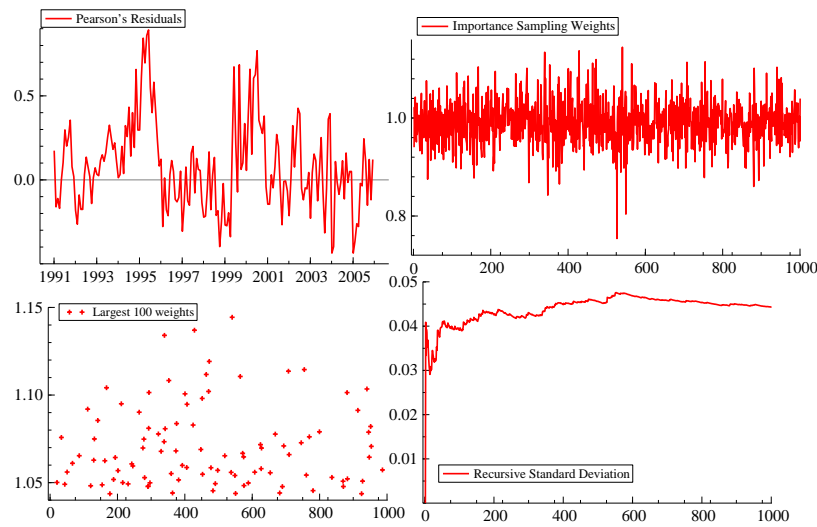 Pearson's Residuals
0.5
0.0
1991 1993 1995 1997 1999 2001 2003 2005
Importance Sampling Weights
1.0
0.8
0 200 400 600 800 1000
Largest 100 weights
1.15
1.10
1.05
0 200 400 600 800 1000
0.05
0.04
0.03
0.02
0.01
Recursive Standard Deviation
0 200 400 600 800 1000